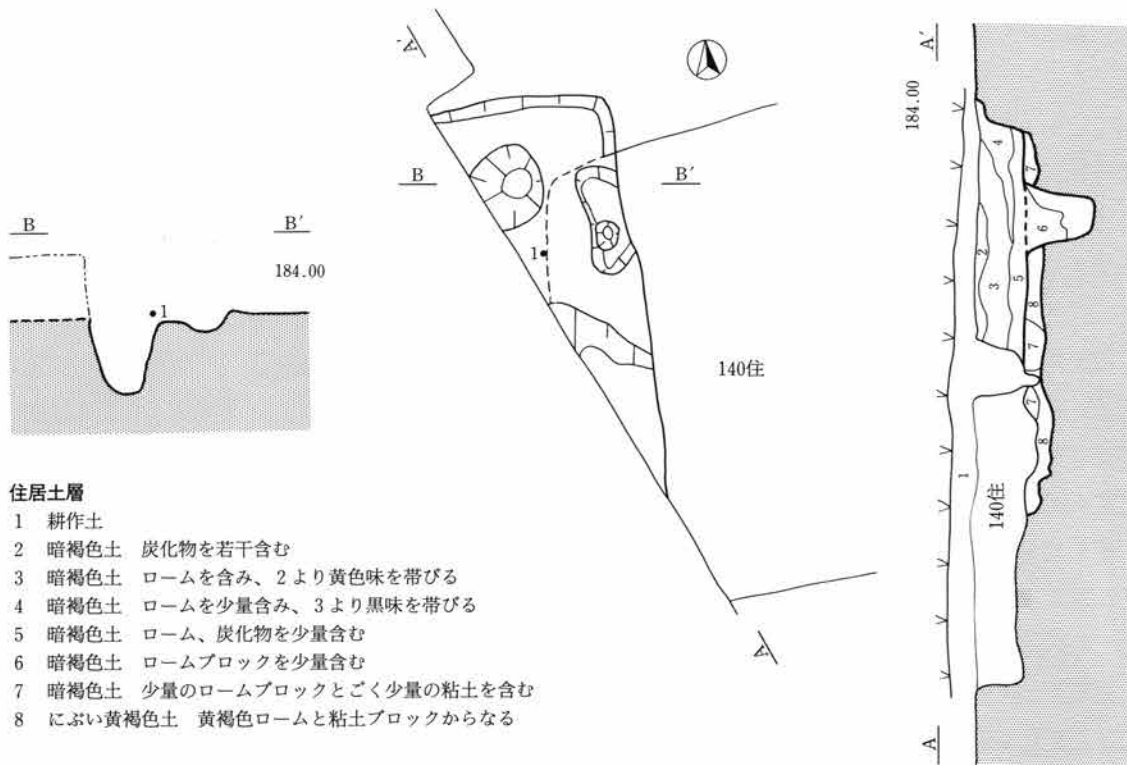 A′
B
B′
1
140住
A
B
B′
184.00
1
A′
184.00
4
7
6
2
3
5
8
7
7
8
1
140住
A
住居土層
1 耕作土
2 暗褐色土 炭化物を若干含む
3 暗褐色土 ロームを含み、2より黄色味を帯びる
4 暗褐色土 ロームを少量含み、3より黒味を帯びる
5 暗褐色土 ローム、炭化物を少量含む
6 暗褐色土 ロームブロックを少量含む
7 暗褐色土 少量のロームブロックとごく少量の粘土を含む
8 にぶい黄褐色土 黄褐色ロームと粘土ブロックからなる